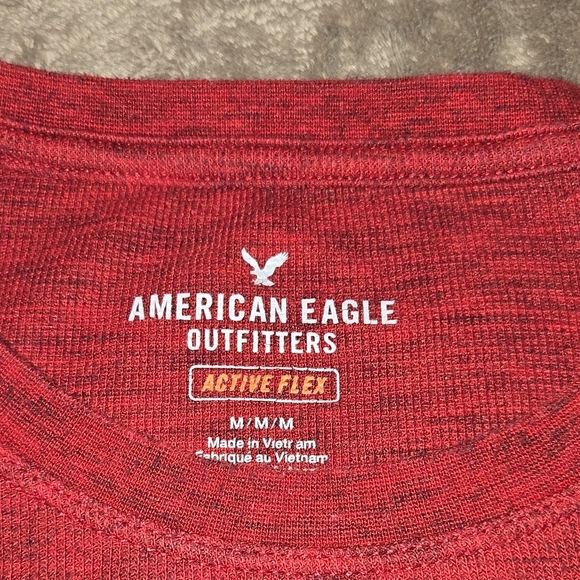 AMERICAN EAGLE
OUTFITTERS
ACTIVE FLEX
M/M/M
Made in Vietnam
Fabriqué au Vietnam